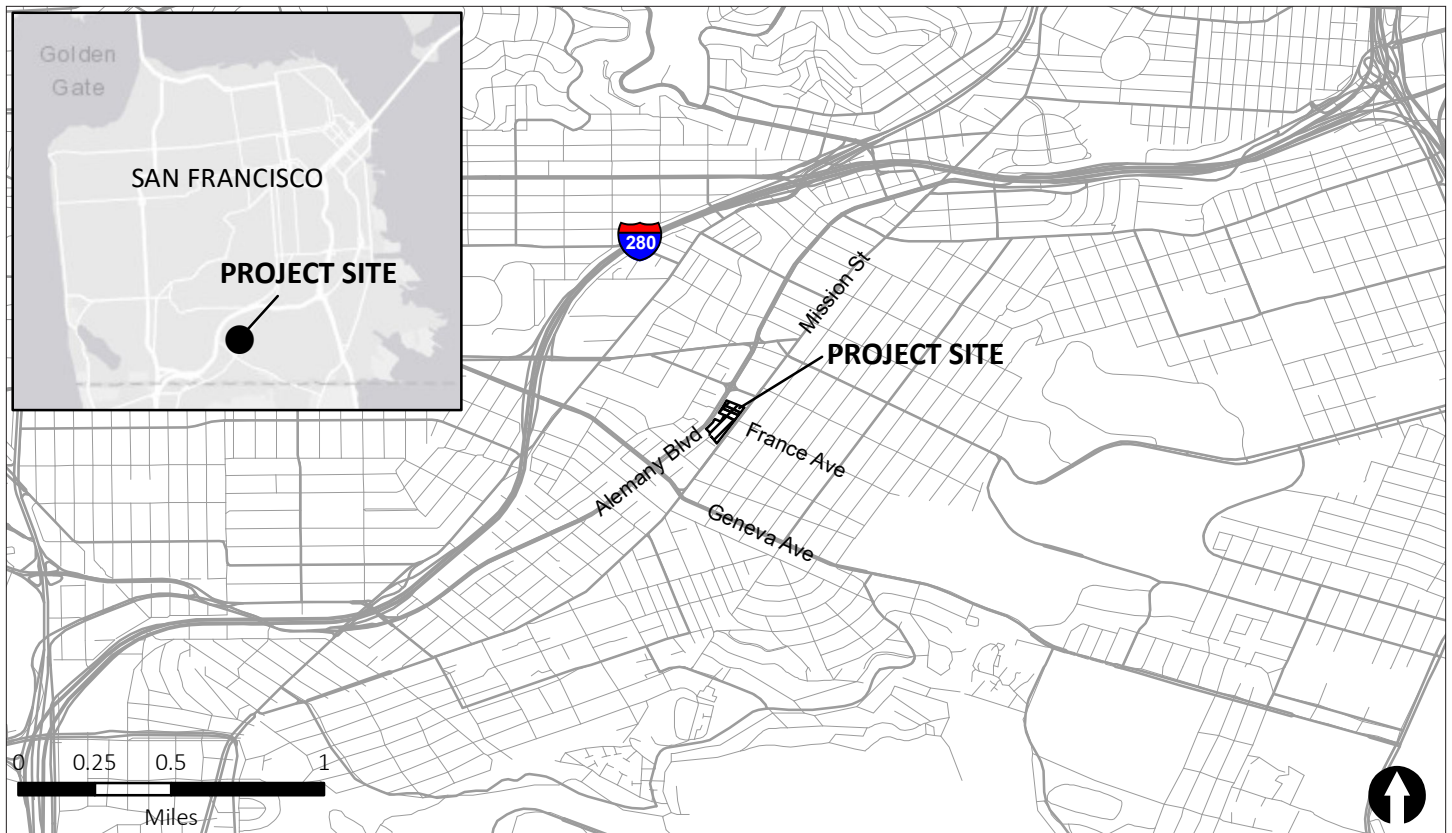 Golden
Gate
SAN FRANCISCO
PROJECT SITE
280
Mission St
PROJECT SITE
Alemany Blvd
France Ave
Geneva Ave
0 0.25 0.5 1
Miles